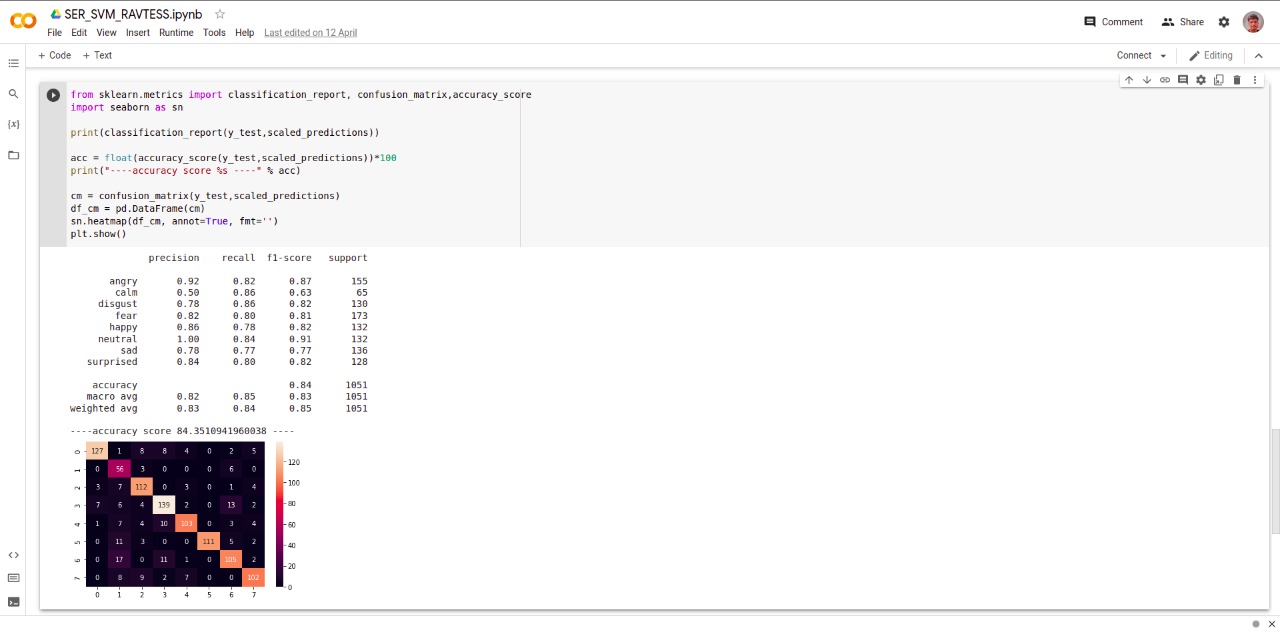 SER_SVM_RAVTESS.ipynb
Comment Share
File Edit View Insert Runtime Tools Help Last edited on 12 April
+ Code + Text Connect Editing
from sklearn.metrics import classification_report, confusion_matrix,accuracy_score
import seaborn as sn
print(classification_report(y_test,scaled_predictions))
acc = float(accuracy_score(y_test,scaled_predictions))*100
print("----accuracy score %s ----" % acc)
cm = confusion_matrix(y_test,scaled_predictions)
df_cm = pd.DataFrame(cm)
sn.heatmap(df_cm, annot=True, fmt='')
plt.show()
precision recall f1-score support
angry 0.92 0.82 0.87 155
calm 0.50 0.86 0.63 65
disgust 0.78 0.86 0.82 130
fear 0.82 0.80 0.81 173
happy 0.86 0.78 0.82 132
neutral 1.00 0.84 0.91 132
sad 0.78 0.77 0.77 136
surprised 0.84 0.80 0.82 128
accuracy 0.84 1051
macro avg 0.82 0.85 0.83 1051
weighted avg 0.83 0.84 0.85 1051
----accuracy score 84.3510941960038 ----
0 127 1 8 8 4 0 2 5
1 0 56 3 0 0 0 6 0
2 3 7 112 0 3 0 1 4
3 7 6 4 139 2 0 13 2
4 1 7 4 10 103 0 3 4
5 0 11 3 0 0 111 5 2
6 0 17 0 11 1 0 105 2
7 0 8 9 2 7 0 0 102
0 1 2 3 4 5 6 7
120
100
80
60
40
20
0